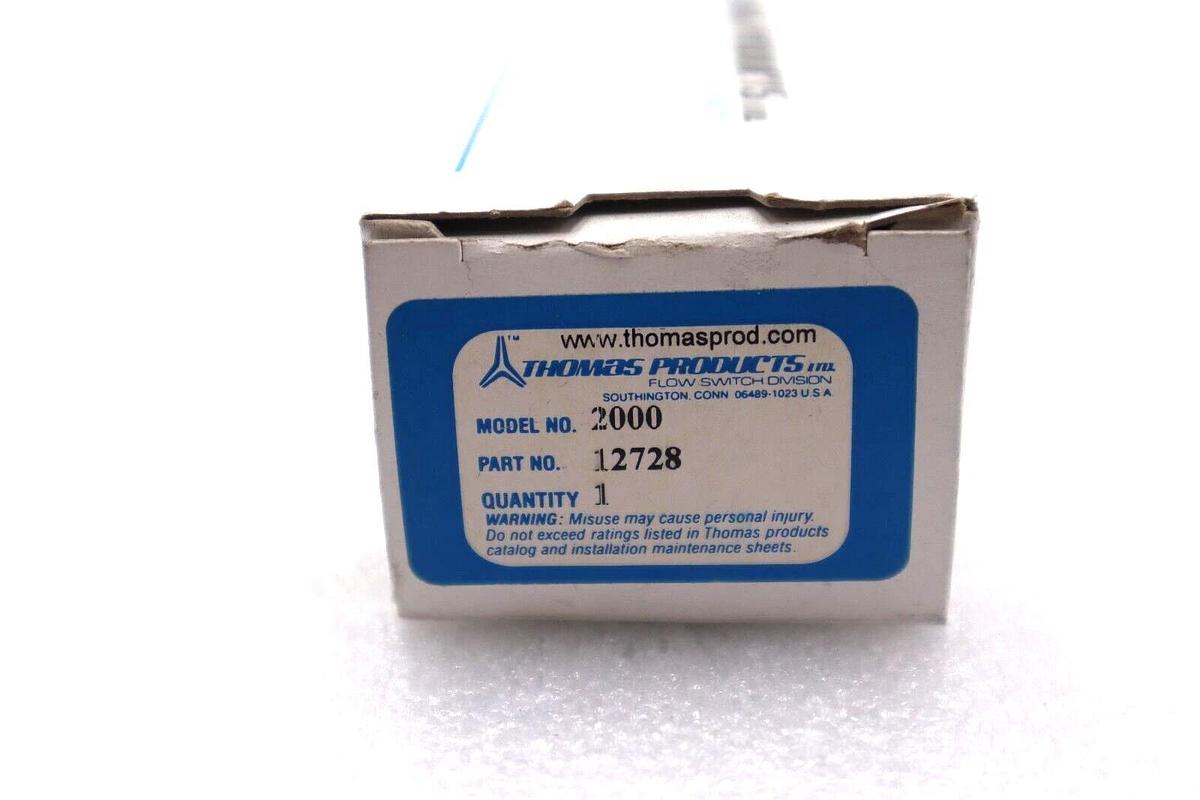 www.thomasprod.com
THOMAS PRODUCTS LTD.
FLOW SWITCH DIVISION
SOUTHINGTON, CONN 06489-1023 U.S.A.
MODEL NO. 2000
PART NO. 12728
QUANTITY 1
WARNING: Misuse may cause personal injury.
Do not exceed ratings listed in Thomas products
catalog and installation maintenance sheets.